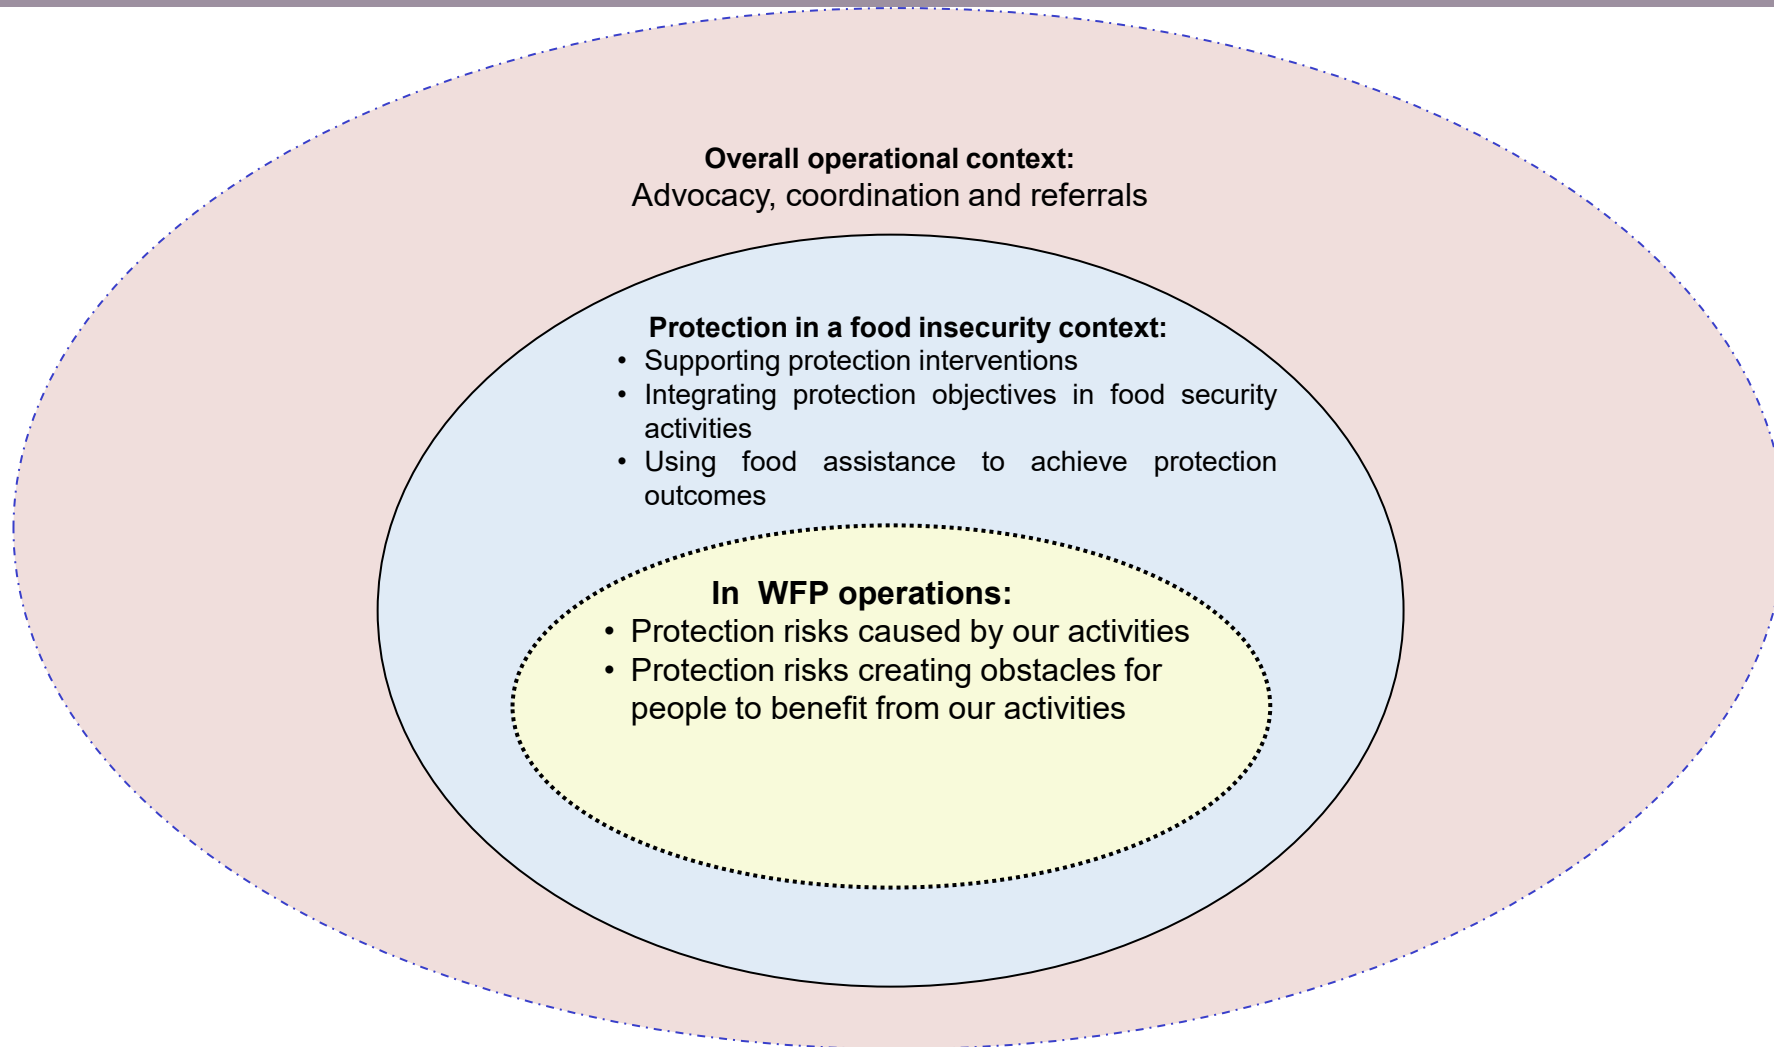 Overall operational context:
Advocacy, coordination and referrals
Protection in a food insecurity context:
• Supporting protection interventions
• Integrating protection objectives in food security
activities
• Using food assistance to achieve protection
outcomes
In WFP operations:
• Protection risks caused by our activities
• Protection risks creating obstacles for
people to benefit from our activities